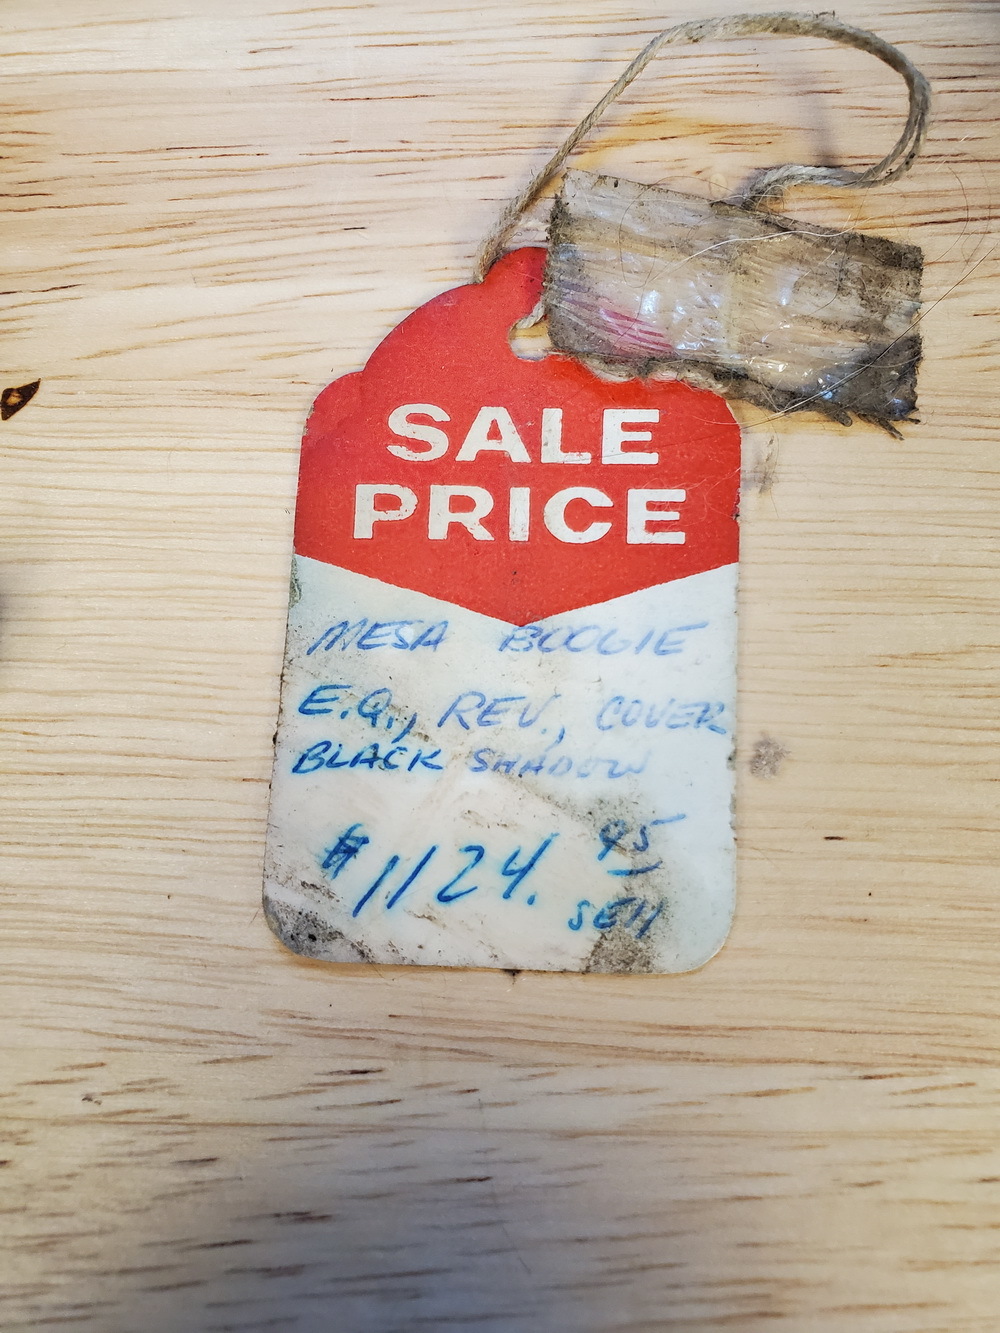 SALE
PRICE
MESA BOOGIE
E.Q., REV., COVER
BLACK SHADOW
$1124.95
SELL